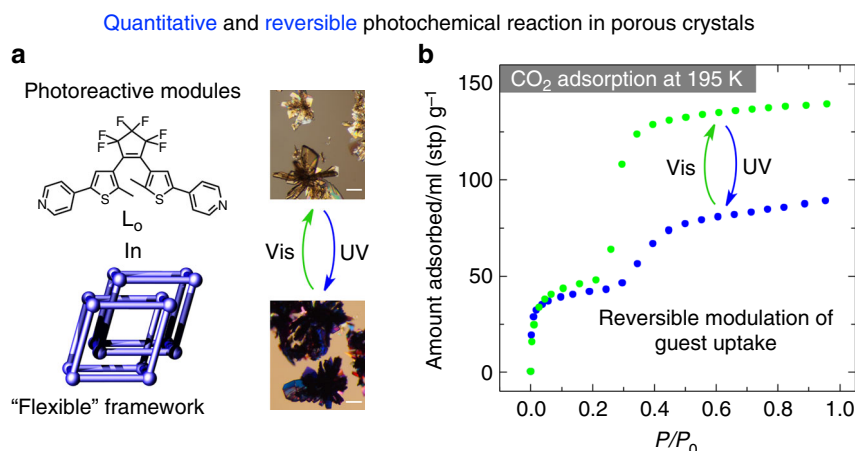 Quantitative and reversible photochemical reaction in porous crystals
a
Photoreactive modules
F F
F F
F F
N
S
S
N
Lo
In
"Flexible" framework
Vis
UV
b
CO2 adsorption at 195 K
Amount adsorbed/ml (stp) g–1
150
100
50
0
Vis
UV
Reversible modulation of
guest uptake
0.0 0.2 0.4 0.6 0.8 1.0
P/P0